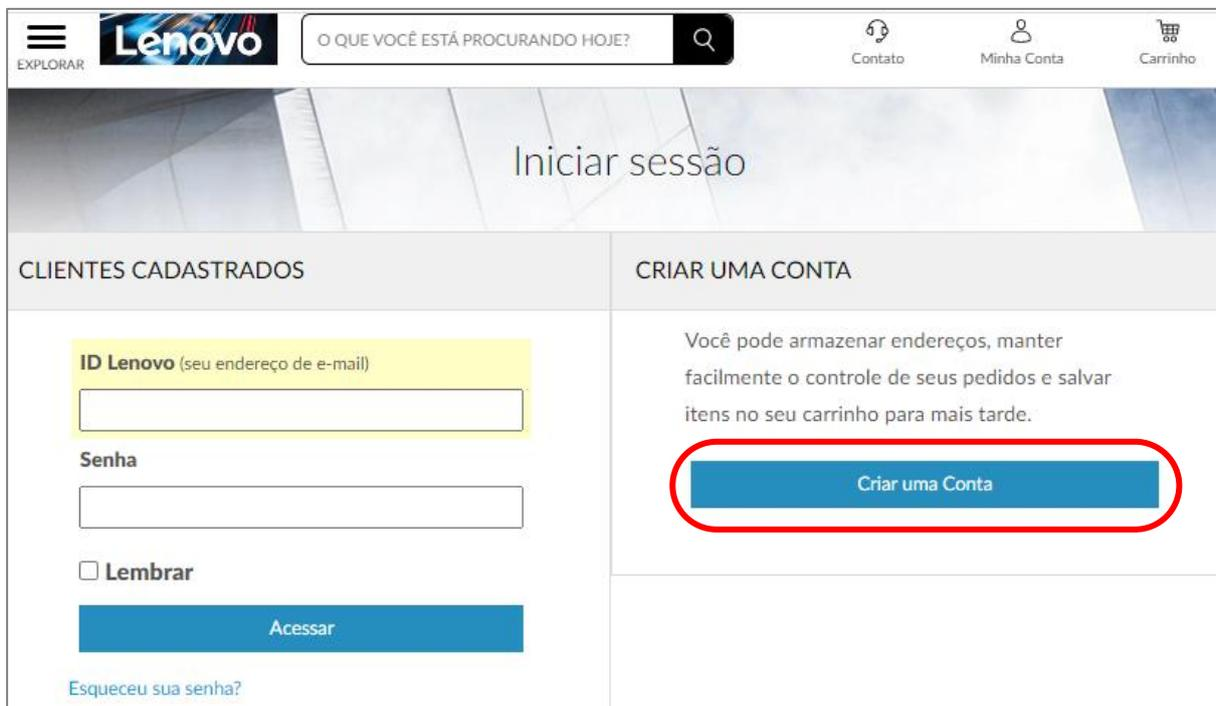 EXPLORAR
Lenovo
O QUE VOCÊ ESTÁ PROCURANDO HOJE?
Contato
Minha Conta
Carrinho
Iniciar sessão
CLIENTES CADASTRADOS
ID Lenovo (seu endereço de e-mail)
Senha
Lembrar
Acessar
Esqueceu sua senha?
CRIAR UMA CONTA
Você pode armazenar endereços, manter
facilmente o controle de seus pedidos e salvar
itens no seu carrinho para mais tarde.
Criar uma Conta